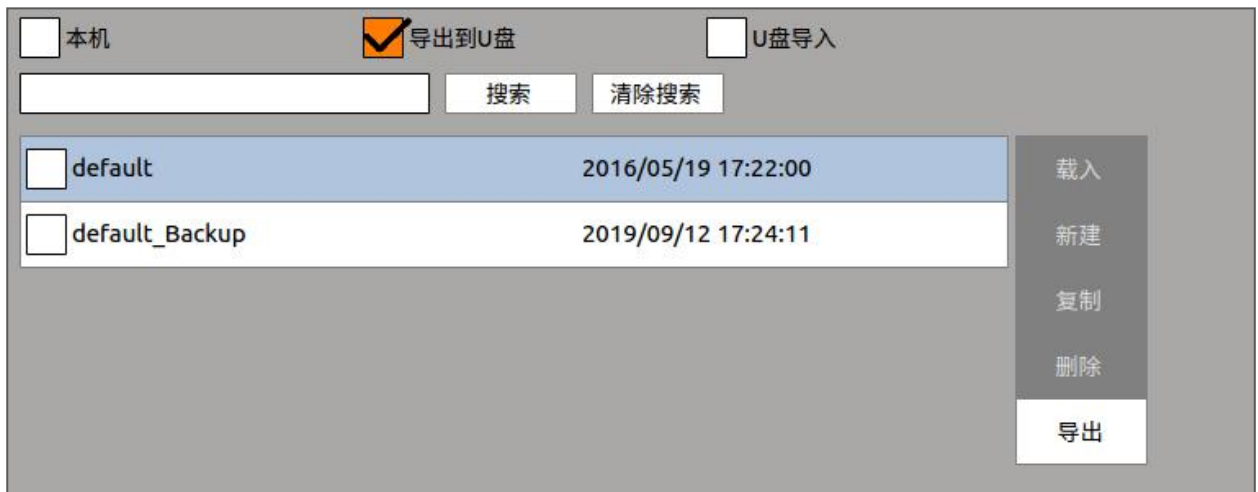 本机 导出到U盘 U盘导入
搜索 清除搜索
default 2016/05/19 17:22:00 载入
default_Backup 2019/09/12 17:24:11 新建
复制
删除
导出